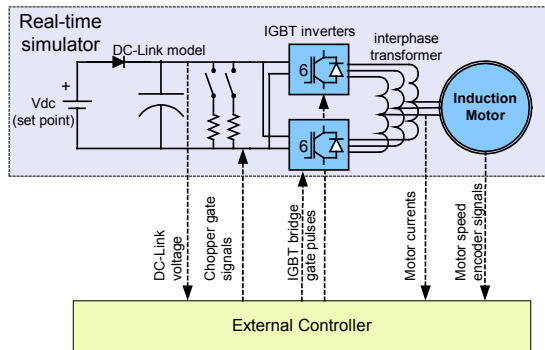 Real-time
simulator
DC-Link model
IGBT inverters
interphase
transformer
+
Vdc
(set point)
6
6
Induction
Motor
DC-Link
voltage
Chopper gate
signals
IGBT bridge
gate pulses
Motor currents
Motor speed
encoder signals
External Controller